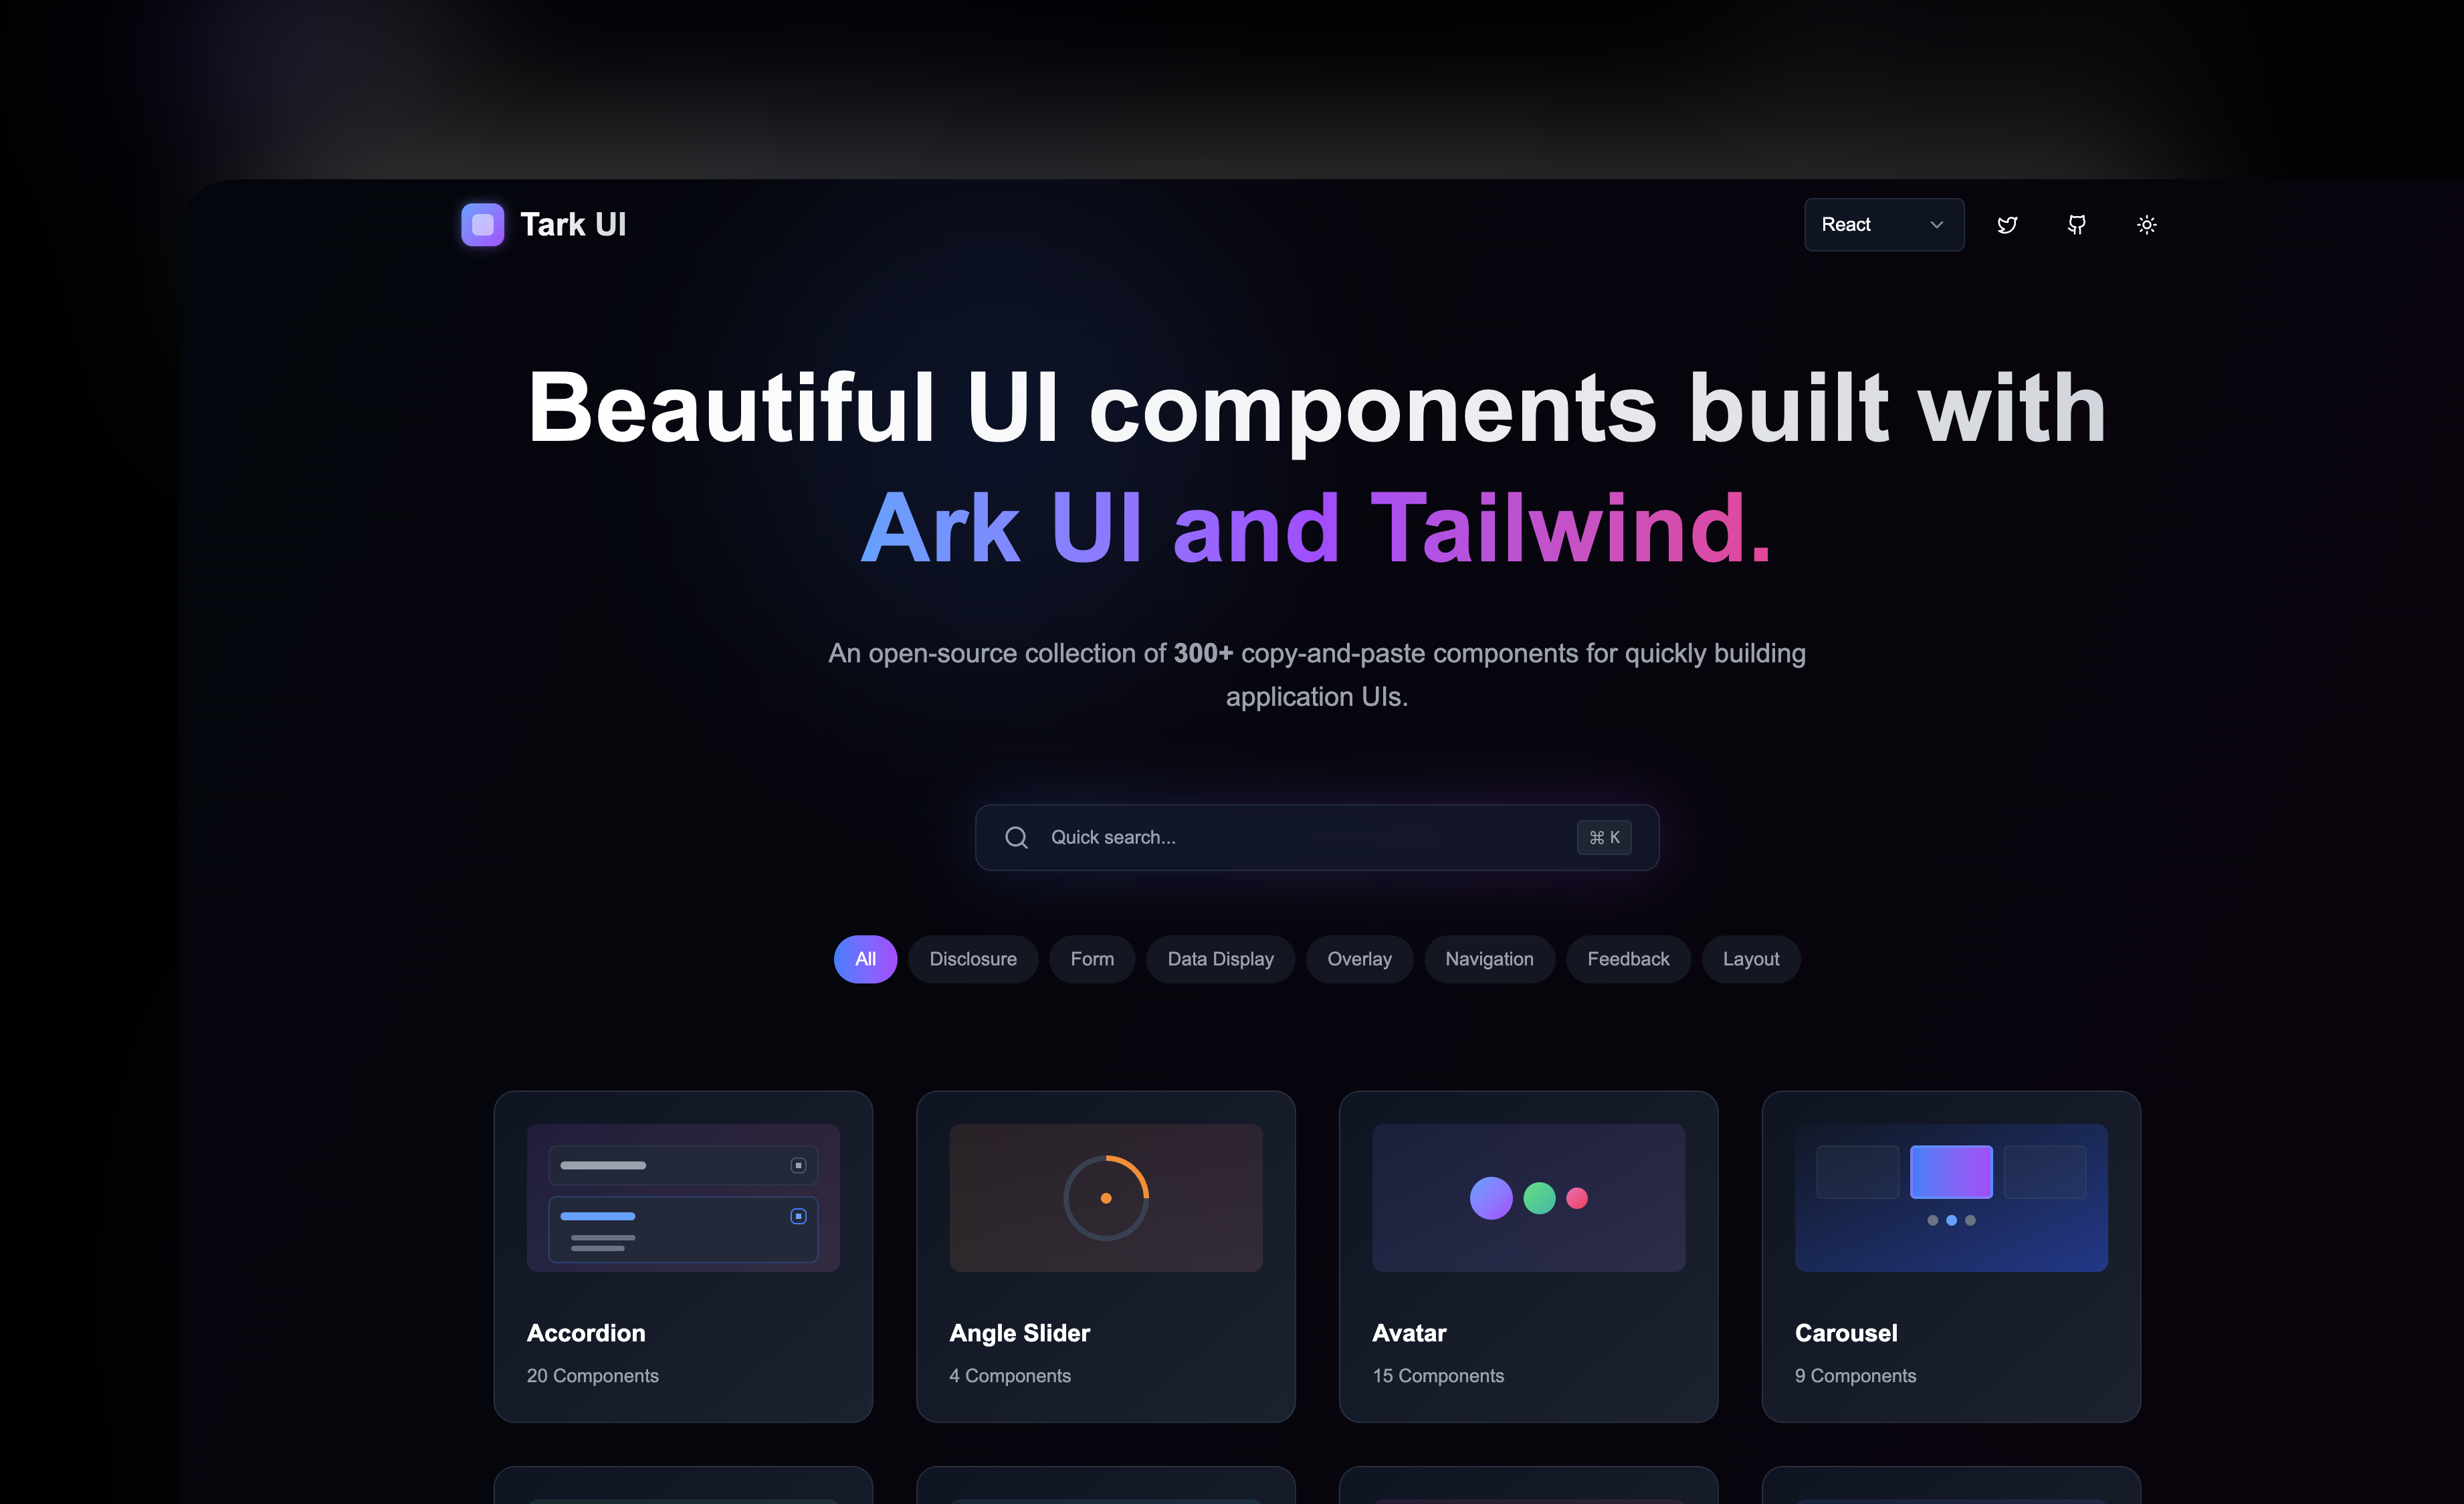 Tark UI
React
Beautiful UI components built with
Ark UI and Tailwind.
An open-source collection of 300+ copy-and-paste components for quickly building
application UIs.
Quick search...
⌘ K
All
Disclosure
Form
Data Display
Overlay
Navigation
Feedback
Layout
Accordion
20 Components
Angle Slider
4 Components
Avatar
15 Components
Carousel
9 Components